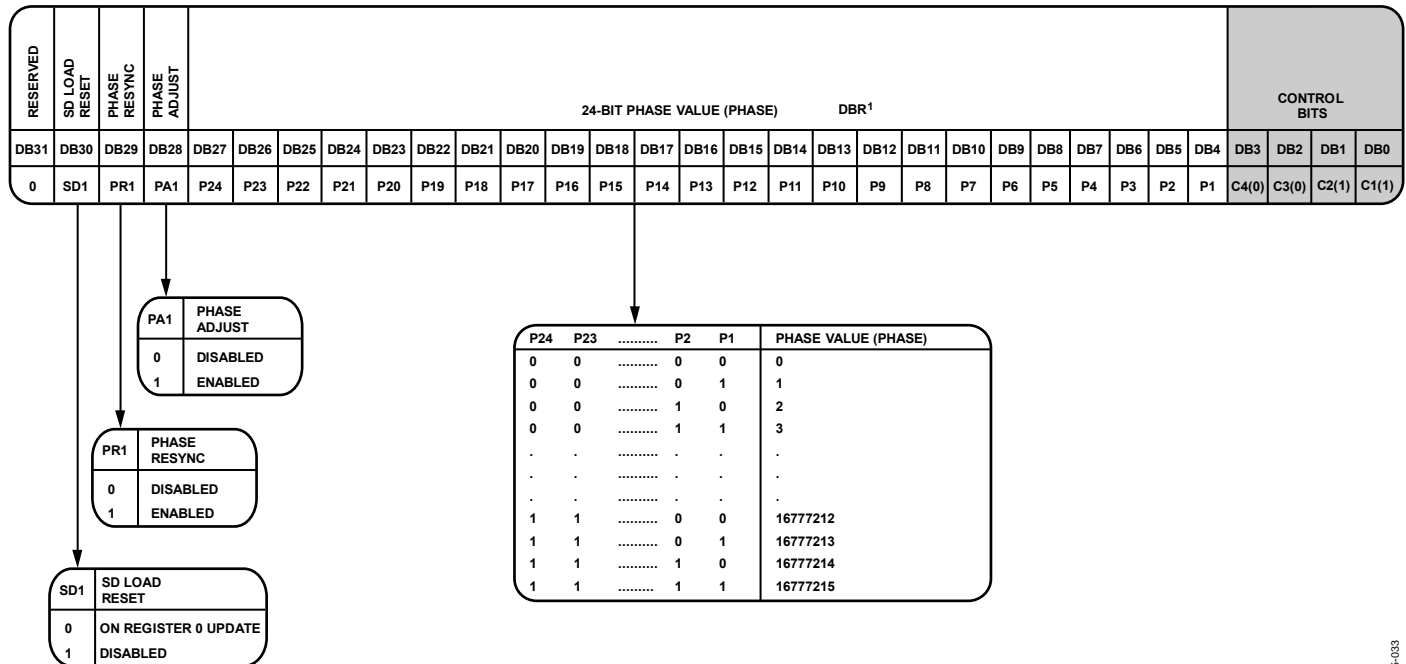 RESERVED
SD LOAD
RESET
PHASE
RESYNC
PHASE
ADJUST
24-BIT PHASE VALUE (PHASE) DBR1
CONTROL
BITS
DB31 DB30 DB29 DB28 DB27 DB26 DB25 DB24 DB23 DB22 DB21 DB20 DB19 DB18 DB17 DB16 DB15 DB14 DB13 DB12 DB11 DB10 DB9 DB8 DB7 DB6 DB5 DB4 DB3 DB2 DB1 DB0
0 SD1 PR1 PA1 P24 P23 P22 P21 P20 P19 P18 P17 P16 P15 P14 P13 P12 P11 P10 P9 P8 P7 P6 P5 P4 P3 P2 P1 C4(0) C3(0) C2(1) C1(1)
PA1 PHASE
ADJUST
0 DISABLED
1 ENABLED
PR1 PHASE
RESYNC
0 DISABLED
1 ENABLED
SD1 SD LOAD
RESET
0 ON REGISTER 0 UPDATE
1 DISABLED
P24 P23 .......... P2 P1 PHASE VALUE (PHASE)
0 0 .......... 0 0 0
0 0 .......... 0 1 1
0 0 .......... 1 0 2
0 0 .......... 1 1 3
. . .......... . . .
. . .......... . . .
. . .......... . . .
1 1 .......... 0 0 16777212
1 1 .......... 0 1 16777213
1 1 .......... 1 0 16777214
1 1 ......... 1 1 16777215